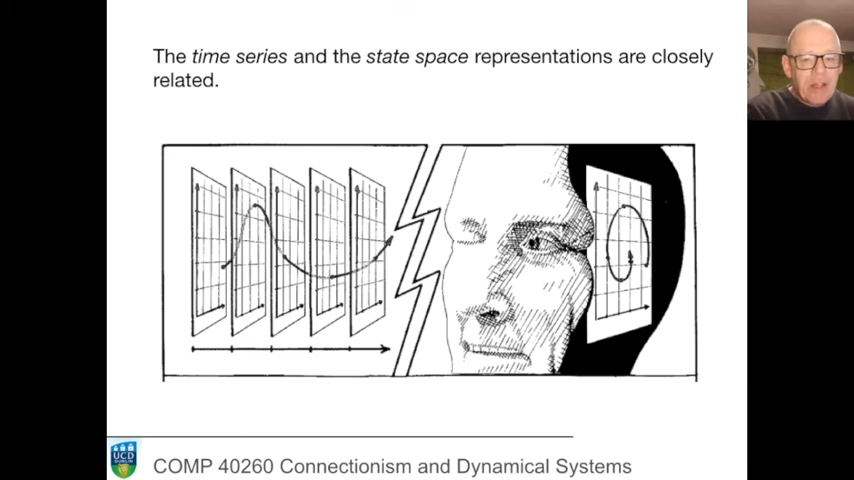 The time series and the state space representations are closely
related.
UCD
DUBLIN
COMP 40260 Connectionism and Dynamical Systems